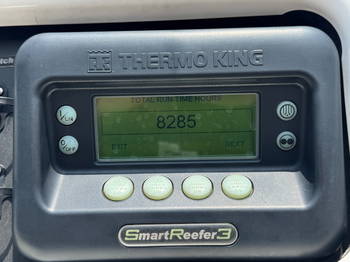 THERMO KING
TOTAL RUN-TIME HOURS
8285
EXIT
NEXT
SmartReefer3